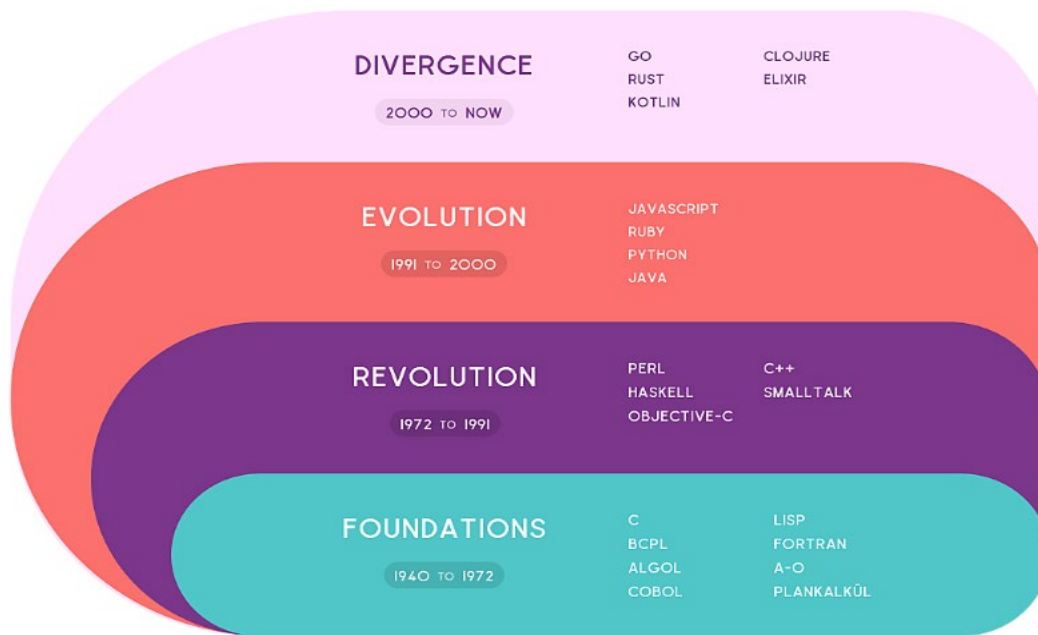 DIVERGENCE
2000 TO NOW
GO
RUST
KOTLIN
CLOJURE
ELIXIR
EVOLUTION
1991 TO 2000
JAVASCRIPT
RUBY
PYTHON
JAVA
REVOLUTION
1972 TO 1991
PERL
HASKELL
OBJECTIVE-C
C++
SMALLTALK
FOUNDATIONS
1940 TO 1972
C
BCPL
ALGOL
COBOL
LISP
FORTRAN
A-O
PLANKALKÜL